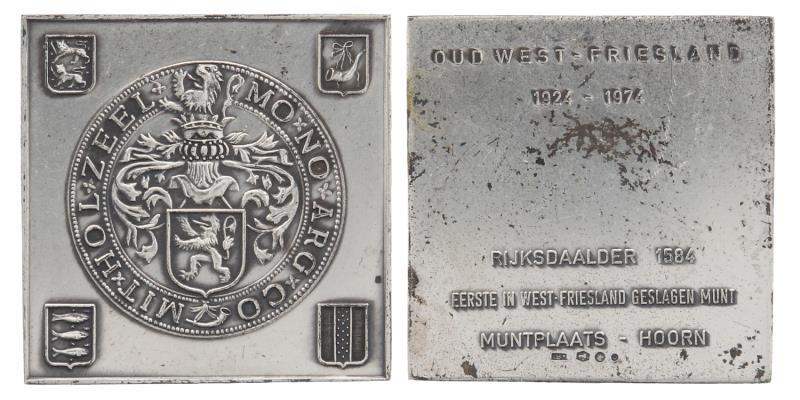 MO·NO·ARG·CO MIT·HOL·ZEEL
OUD WEST-FRIESLAND
1924 - 1974
RIJKSDAALDER 1584
EERSTE IN WEST-FRIESLAND GESLAGEN MUNT
MUNTPLAATS - HOORN